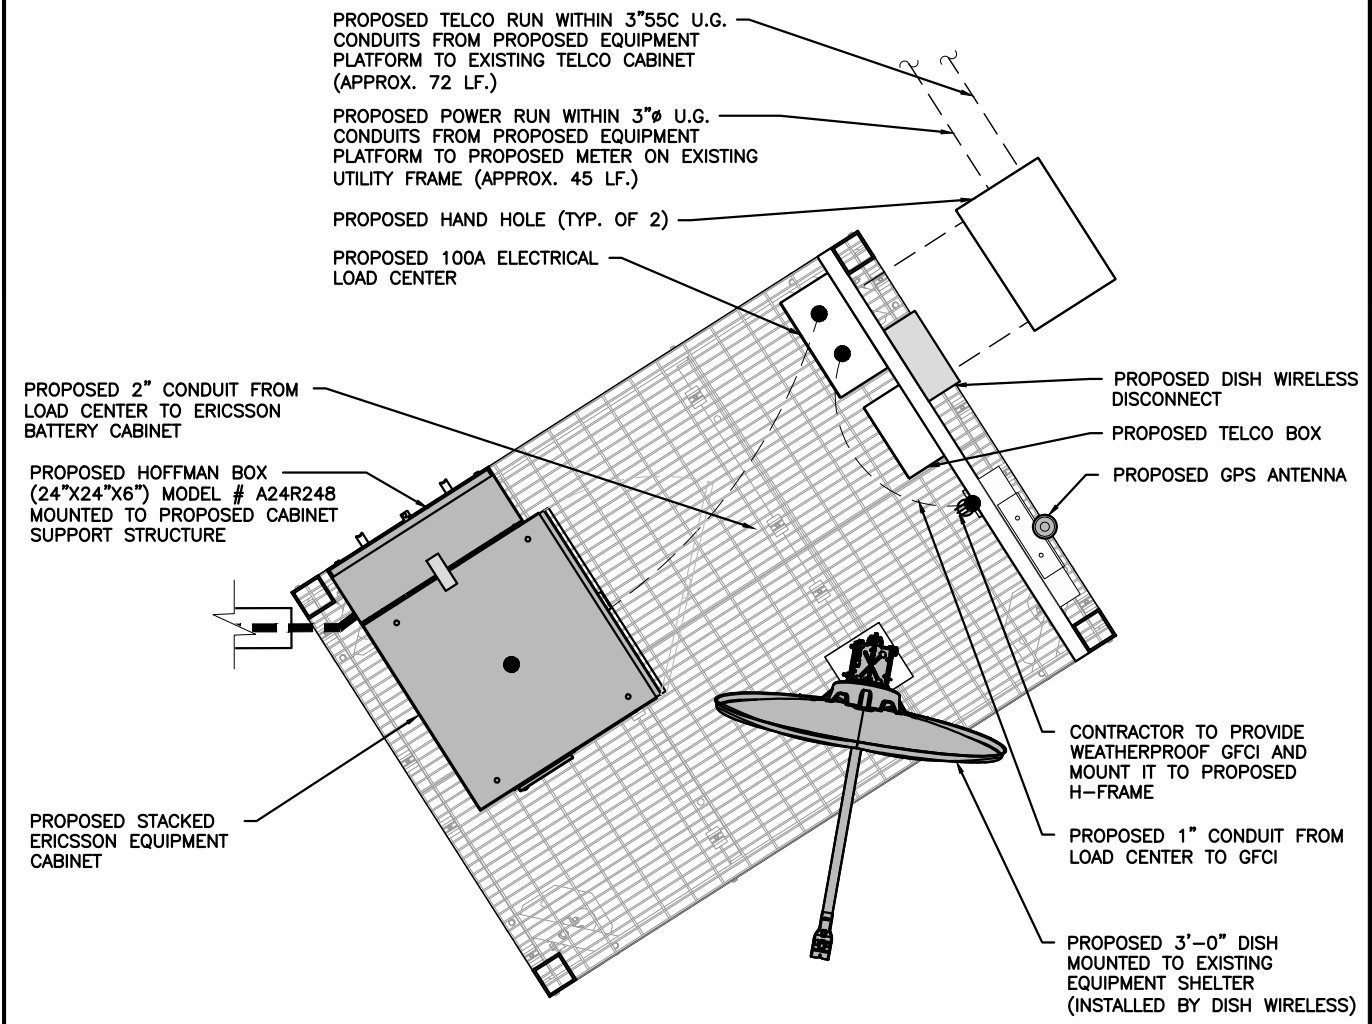 PROPOSED TELCO RUN WITHIN 3"55C U.G.
CONDUITS FROM PROPOSED EQUIPMENT
PLATFORM TO EXISTING TELCO CABINET
(APPROX. 72 LF.)
PROPOSED POWER RUN WITHIN 3"ø U.G.
CONDUITS FROM PROPOSED EQUIPMENT
PLATFORM TO PROPOSED METER ON EXISTING
UTILITY FRAME (APPROX. 45 LF.)
PROPOSED HAND HOLE (TYP. OF 2)
PROPOSED 100A ELECTRICAL
LOAD CENTER
PROPOSED 2" CONDUIT FROM
LOAD CENTER TO ERICSSON
BATTERY CABINET
PROPOSED HOFFMAN BOX
(24"X24"X6") MODEL # A24R248
MOUNTED TO PROPOSED CABINET
SUPPORT STRUCTURE
PROPOSED STACKED
ERICSSON EQUIPMENT
CABINET
PROPOSED DISH WIRELESS
DISCONNECT
PROPOSED TELCO BOX
PROPOSED GPS ANTENNA
CONTRACTOR TO PROVIDE
WEATHERPROOF GFCI AND
MOUNT IT TO PROPOSED
H-FRAME
PROPOSED 1" CONDUIT FROM
LOAD CENTER TO GFCI
PROPOSED 3'-0" DISH
MOUNTED TO EXISTING
EQUIPMENT SHELTER
(INSTALLED BY DISH WIRELESS)